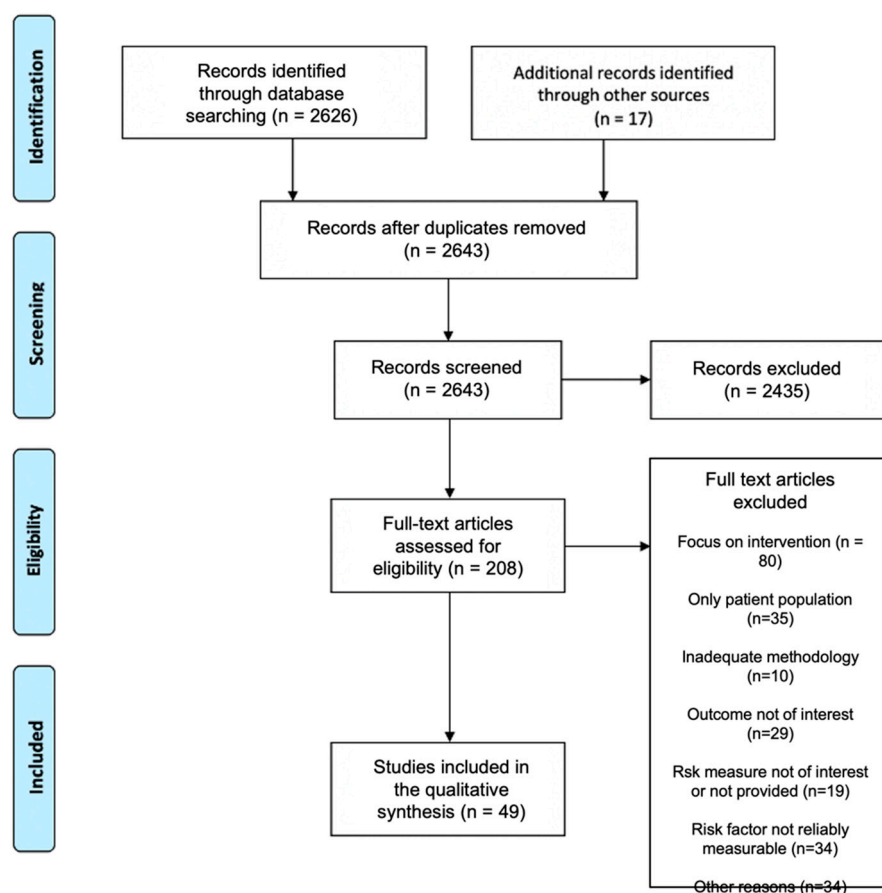 Identification
Records identified
through database
searching (n = 2626)
Additional records identified
through other sources
(n = 17)
Records after duplicates removed
(n = 2643)
Screening
Records screened
(n = 2643)
Records excluded
n = 2435)
Eligibility
Full-text articles
assessed for
eligibility (n = 208)
Full text articles
excluded
Focus on intervention (n =
80)
Only patient population
(n=35)
Inadequate methodology
(n=10)
Outcome not of interest
(n=29)
Rsk measure not of interest
or not provided (n=19)
Risk factor not reliably
measurable (n=34)
Other reasons (n=34)
Included
Studies included in
the qualitative
synthesis (n = 49)